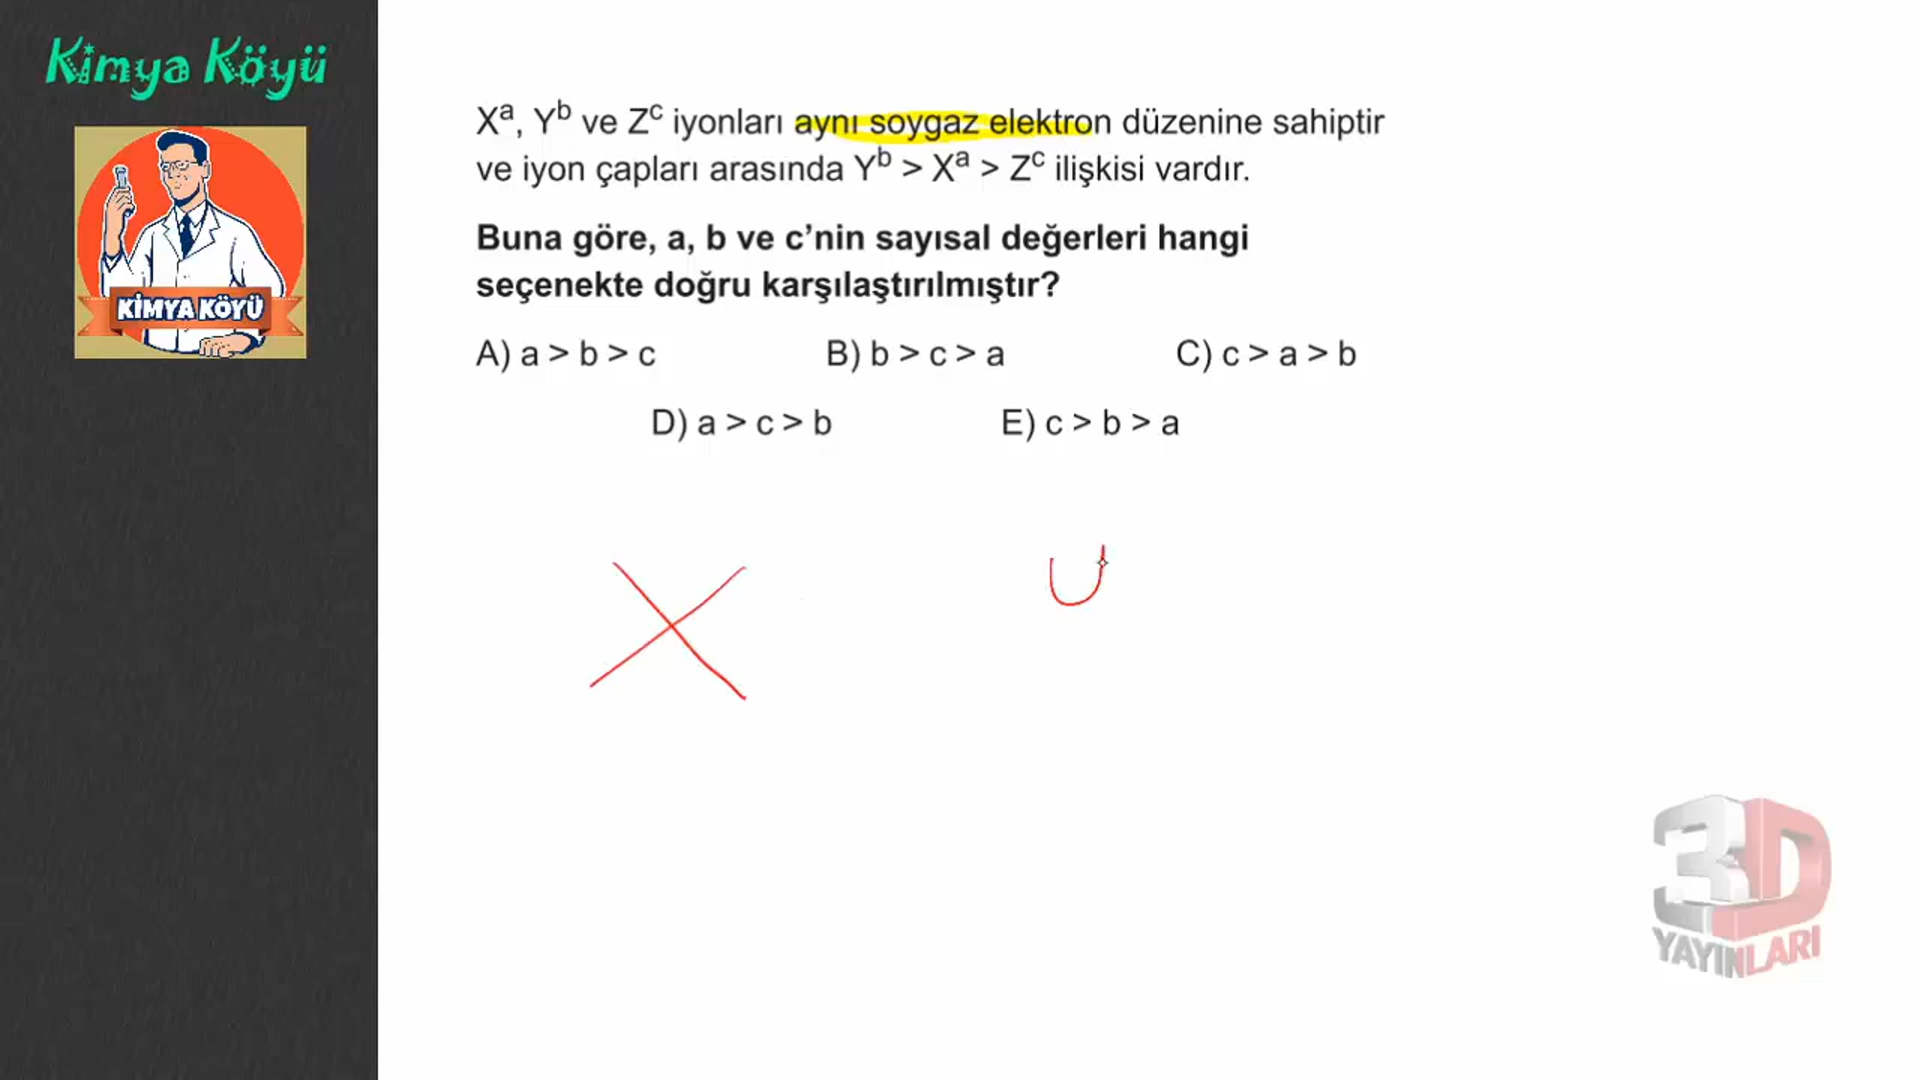 Kimya Köyü
KİMYA KÖYÜ
Xᵃ, Yᵇ ve Zᶜ iyonları aynı soygaz elektron düzenine sahiptir
ve iyon çapları arasında Yᵇ > Xᵃ > Zᶜ ilişkisi vardır.
Buna göre, a, b ve c’nin sayısal değerleri hangi
seçenekte doğru karşılaştırılmıştır?
A) a > b > c B) b > c > a C) c > a > b
D) a > c > b E) c > b > a
X
3D
YAYINLARI